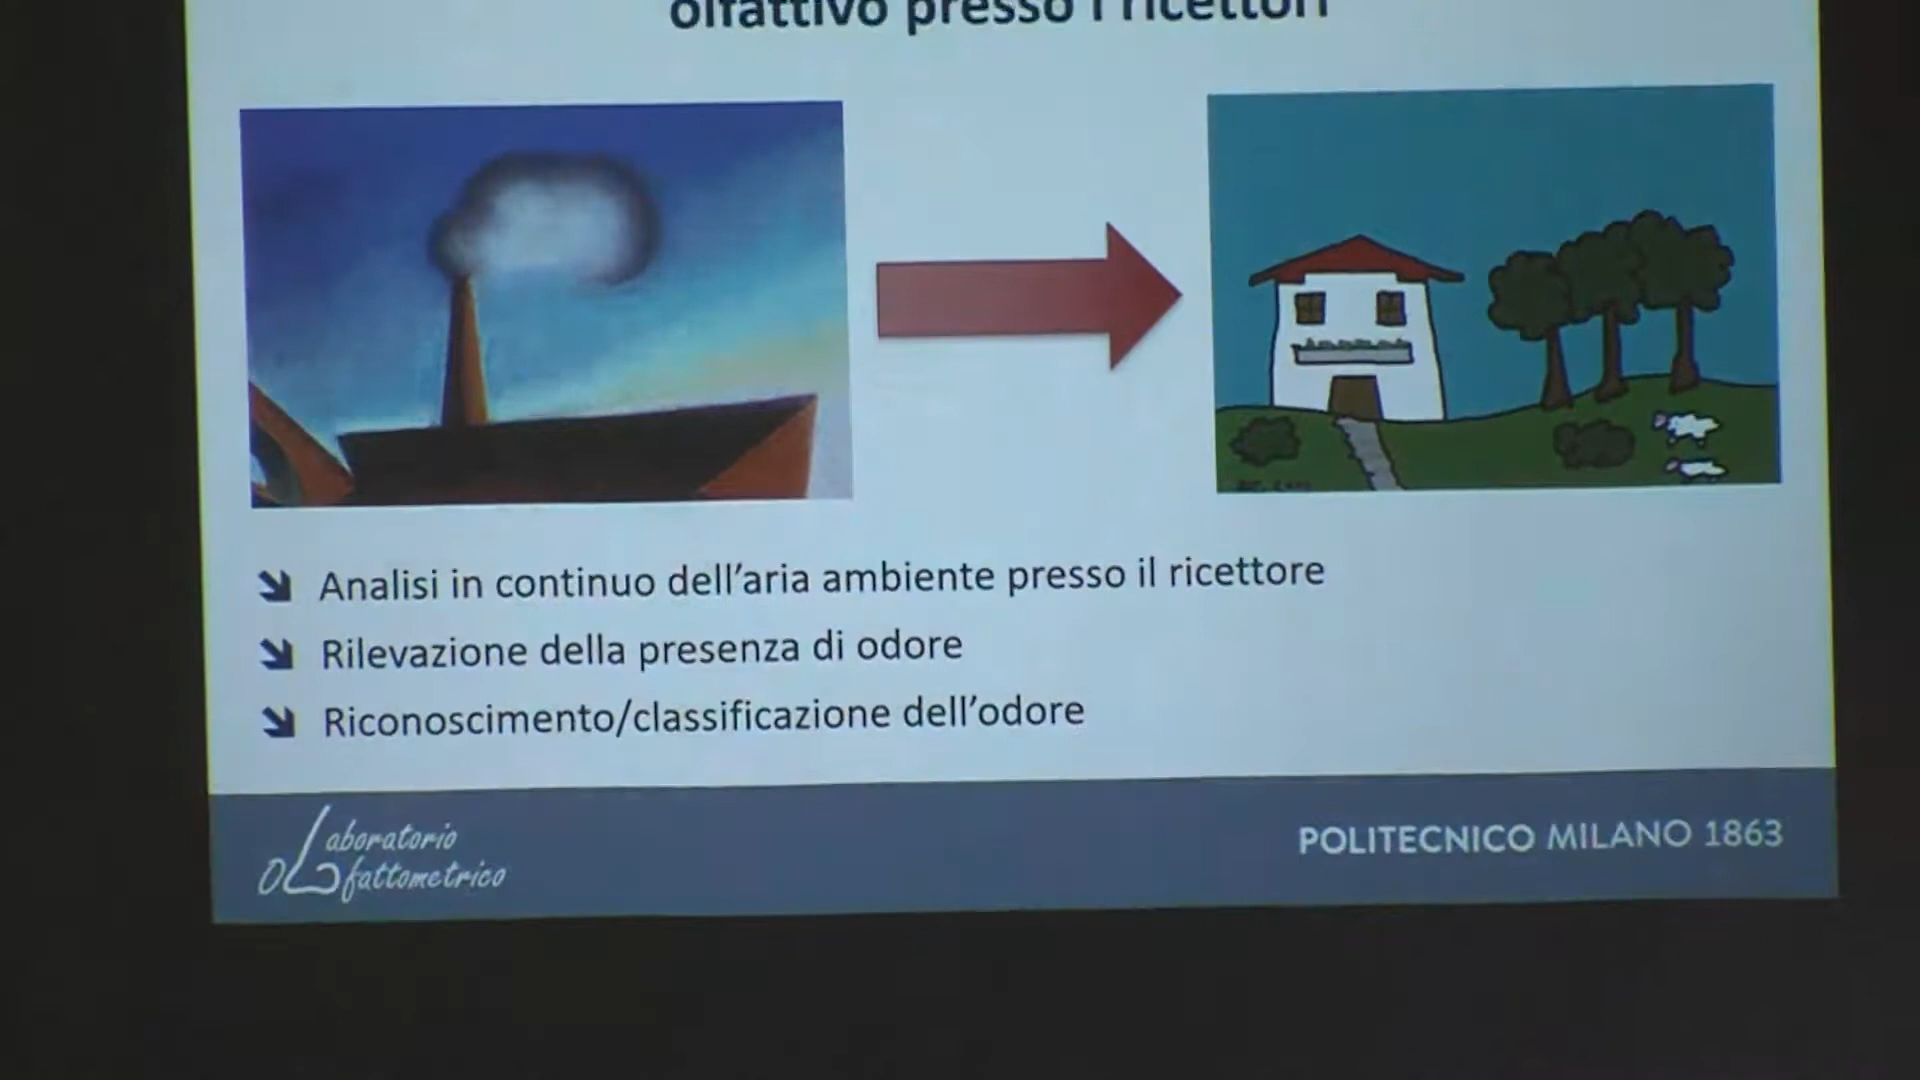 olfattivo presso i ricettori
Analisi in continuo dell'aria ambiente presso il ricettore
Rilevazione della presenza di odore
Riconoscimento/classificazione dell'odore
Laboratorio
Olfattometrico
POLITECNICO MILANO 1863